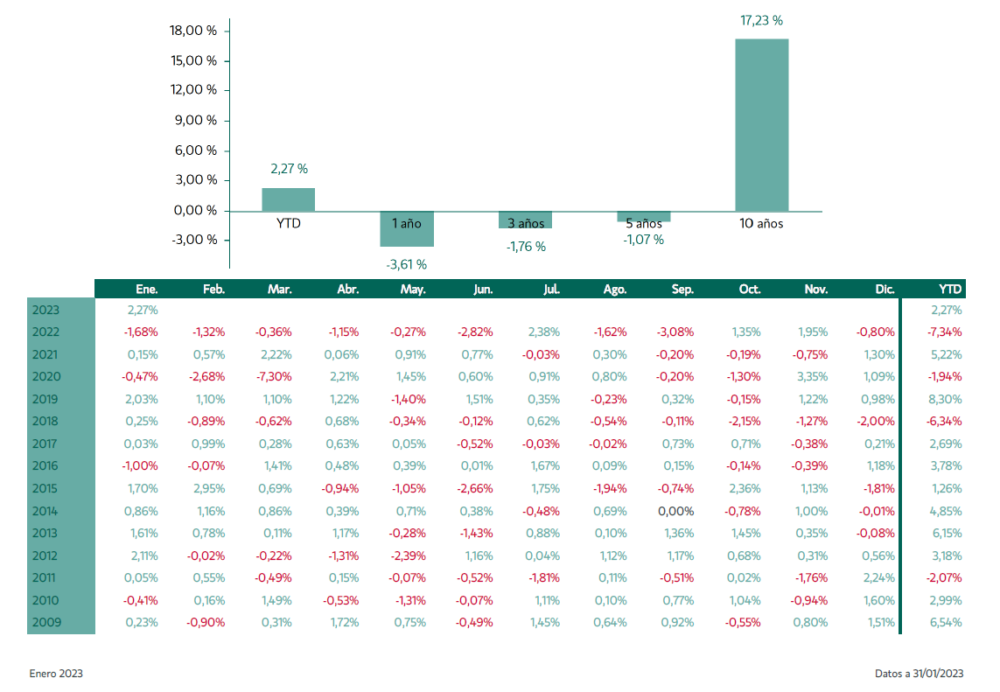 17,23 %
18,00 %
15,00 %
12,00 %
9,00 %
6,00 %
2,27 %
3,00 %
0,00 %
YTD 1 año 3 años 5 años 10 años
-3,00 %
-1,76 % -1,07 %
-3,61 %
Ene. Feb. Mar. Abr. May. Jun. Jul. Ago. Sep. Oct. Nov. Dic. YTD
2023 2,27% 2,27%
2022 -1,68% -1,32% -0,36% -1,15% -0,27% -2,82% 2,38% -1,62% -3,08% 1,35% 1,95% -0,80% -7,34%
2021 0,15% 0,57% 2,22% 0,06% 0,91% 0,77% -0,03% 0,30% -0,20% -0,19% -0,75% 1,30% 5,22%
2020 -0,47% -2,68% -7,30% 2,21% 1,45% 0,60% 0,91% 0,80% -0,20% -1,30% 3,35% 1,09% -1,94%
2019 2,03% 1,10% 1,10% 1,22% -1,40% 1,51% 0,35% -0,23% 0,32% -0,15% 1,22% 0,98% 8,30%
2018 0,25% -0,89% -0,62% 0,68% -0,34% -0,12% 0,62% -0,54% -0,11% -2,15% -1,27% -2,00% -6,34%
2017 0,03% 0,99% 0,28% 0,63% 0,05% -0,52% -0,03% -0,02% 0,73% 0,71% -0,38% 0,21% 2,69%
2016 -1,00% -0,07% 1,41% 0,48% 0,39% 0,01% 1,67% 0,09% 0,15% -0,14% -0,39% 1,18% 3,78%
2015 1,70% 2,95% 0,69% -0,94% -1,05% -2,66% 1,75% -1,94% -0,74% 2,36% 1,13% -1,81% 1,26%
2014 0,86% 1,16% 0,86% 0,39% 0,71% 0,38% -0,48% 0,69% 0,00% -0,78% 1,00% -0,01% 4,85%
2013 1,61% 0,78% 0,11% 1,17% -0,28% -1,43% 0,88% 0,10% 1,36% 1,45% 0,35% -0,08% 6,15%
2012 2,11% -0,02% -0,22% -1,31% -2,39% 1,16% 0,04% 1,12% 1,17% 0,68% 0,31% 0,56% 3,18%
2011 0,05% 0,55% -0,49% 0,15% -0,07% -0,52% -1,81% 0,11% -0,51% 0,02% -1,76% 2,24% -2,07%
2010 -0,41% 0,16% 1,49% -0,53% -1,31% -0,07% 1,11% 0,10% 0,77% 1,04% -0,94% 1,60% 2,99%
2009 0,23% -0,90% 0,31% 1,72% 0,75% -0,49% 1,45% 0,64% 0,92% -0,55% 0,80% 1,51% 6,54%
Enero 2023 Datos a 31/01/2023